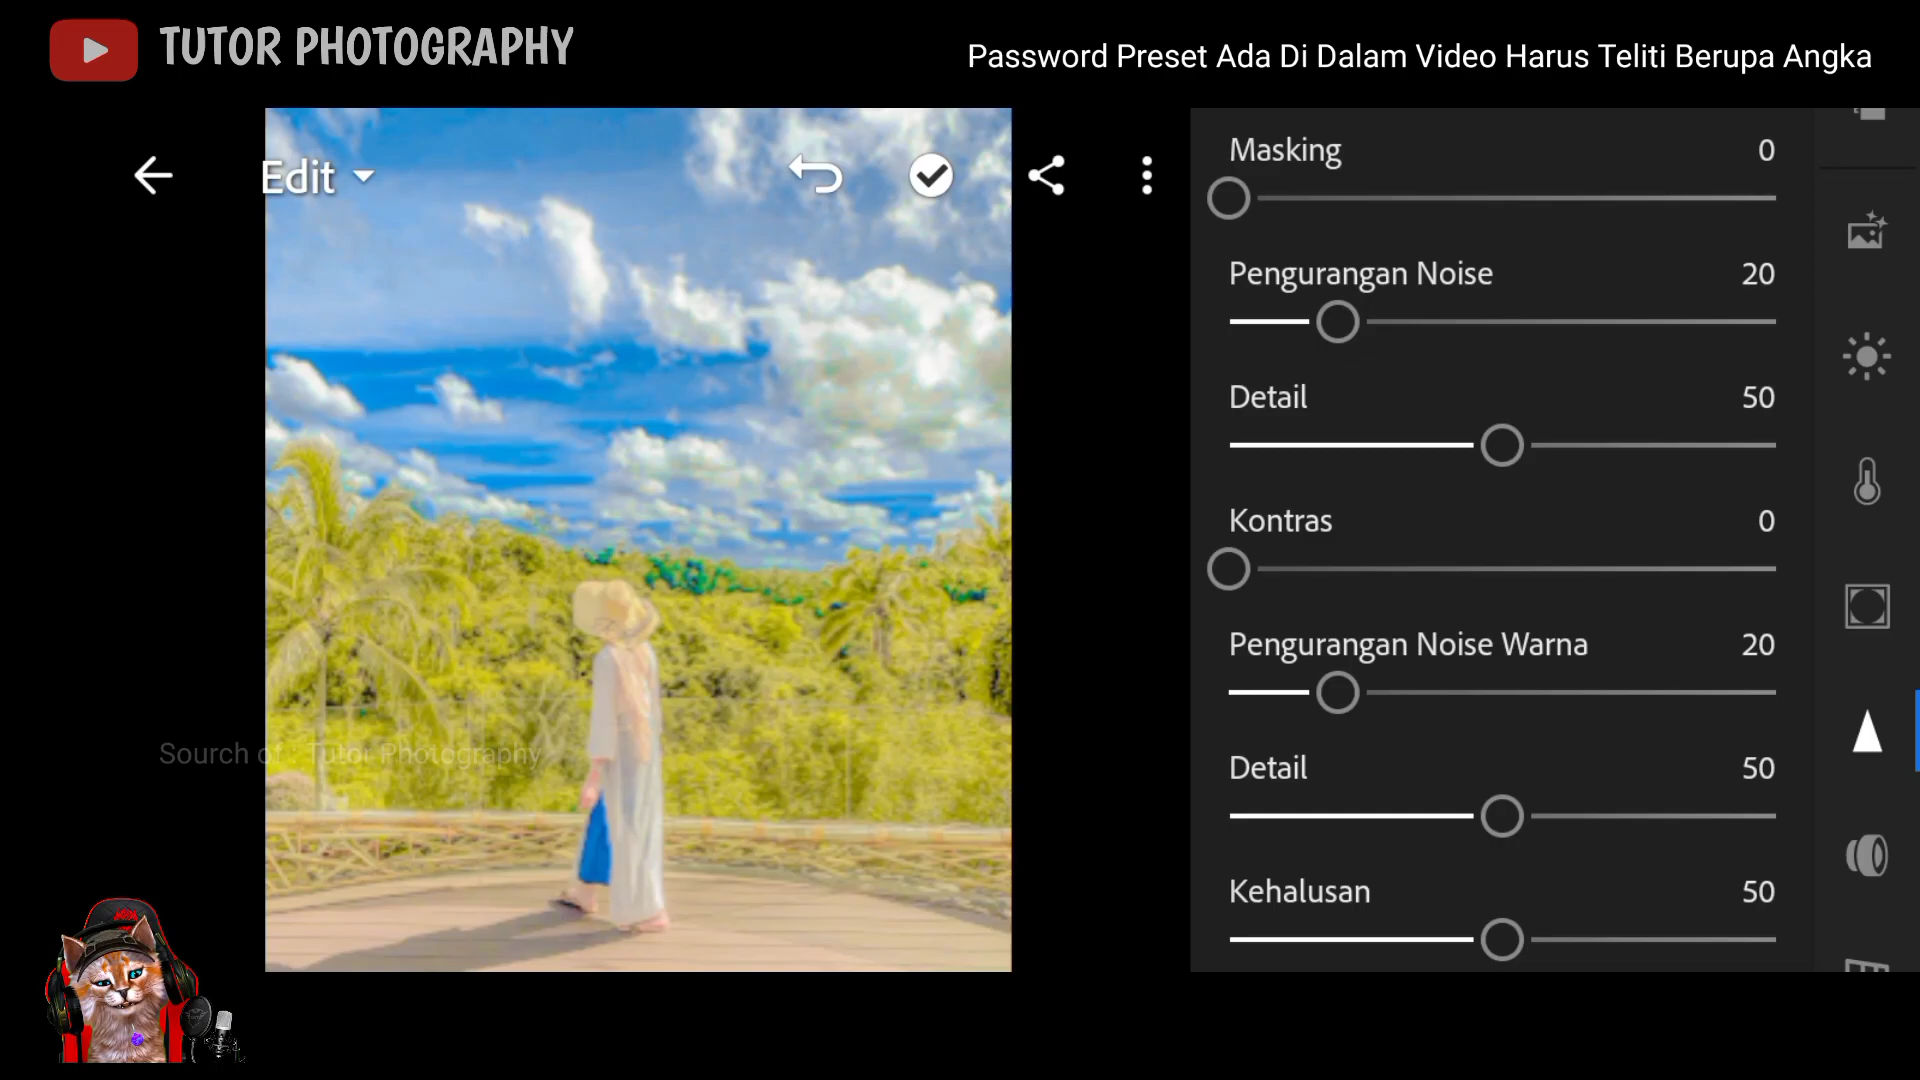 TUTOR PHOTOGRAPHY
Password Preset Ada Di Dalam Video Harus Teliti Berupa Angka
Edit
Masking 0
Pengurangan Noise 20
Detail 50
Kontras 0
Pengurangan Noise Warna 20
Sourch of : Tutor Photography
Detail 50
Kehalusan 50